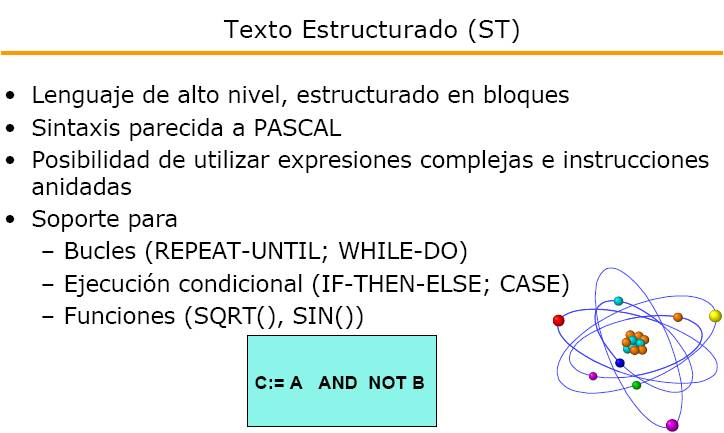 Texto Estructurado (ST)
• Lenguaje de alto nivel, estructurado en bloques
• Sintaxis parecida a PASCAL
• Posibilidad de utilizar expresiones complejas e instrucciones
anidadas
• Soporte para
– Bucles (REPEAT-UNTIL; WHILE-DO)
– Ejecución condicional (IF-THEN-ELSE; CASE)
– Funciones (SQRT(), SIN())
C:= A AND NOT B